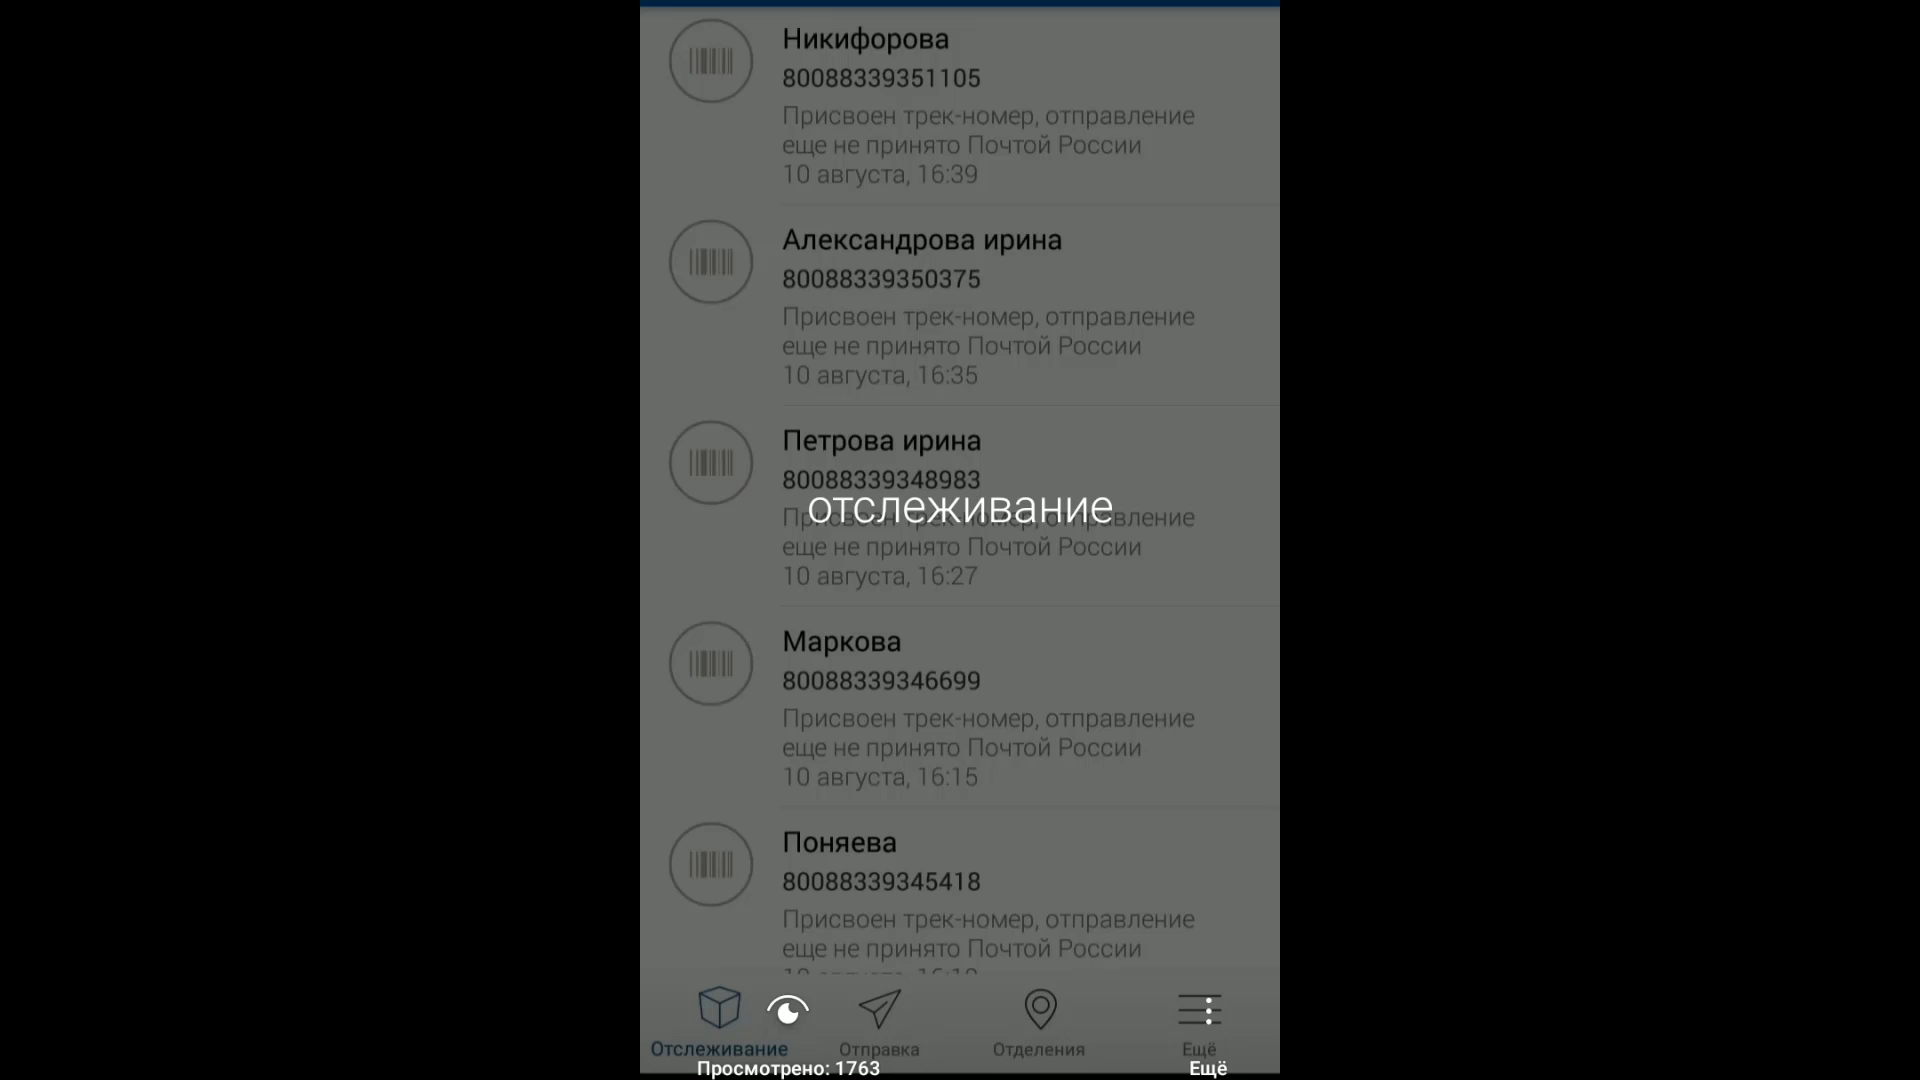 Никифорова
80088339351105
Присвоен трек-номер, отправление
еще не принято Почтой России
10 августа, 16:39
Александрова ирина
80088339350375
Присвоен трек-номер, отправление
еще не принято Почтой России
10 августа, 16:35
Петрова ирина
80088339348983
отслеживание
Присвоен трек-номер, отправление
еще не принято Почтой России
10 августа, 16:27
Маркова
80088339346699
Присвоен трек-номер, отправление
еще не принято Почтой России
10 августа, 16:15
Поняева
80088339345418
Присвоен трек-номер, отправление
еще не принято Почтой России
Отслеживание
Отправка
Отделения
Ещё
Просмотрено: 1763
Ещё